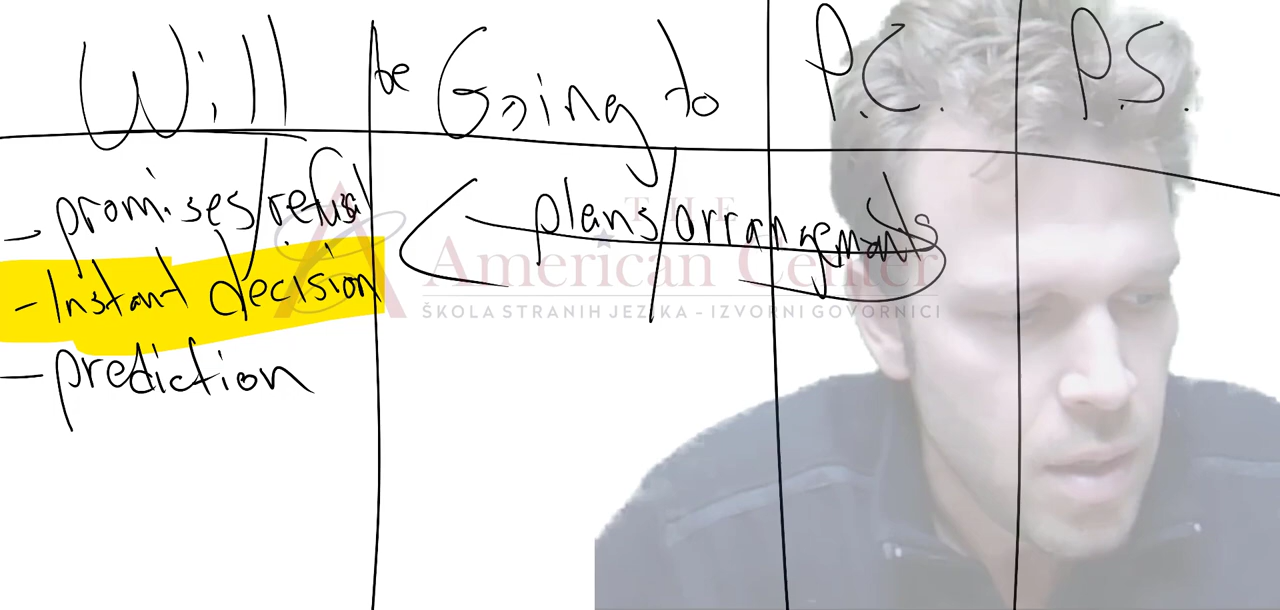 Will be Going to P.C. P.S.
- promises/refusal - plans/arrangements
THE
American Center
ŠKOLA STRANIH JEZIKA - IZVORNI GOVORNICI
- Instant decision
- prediction